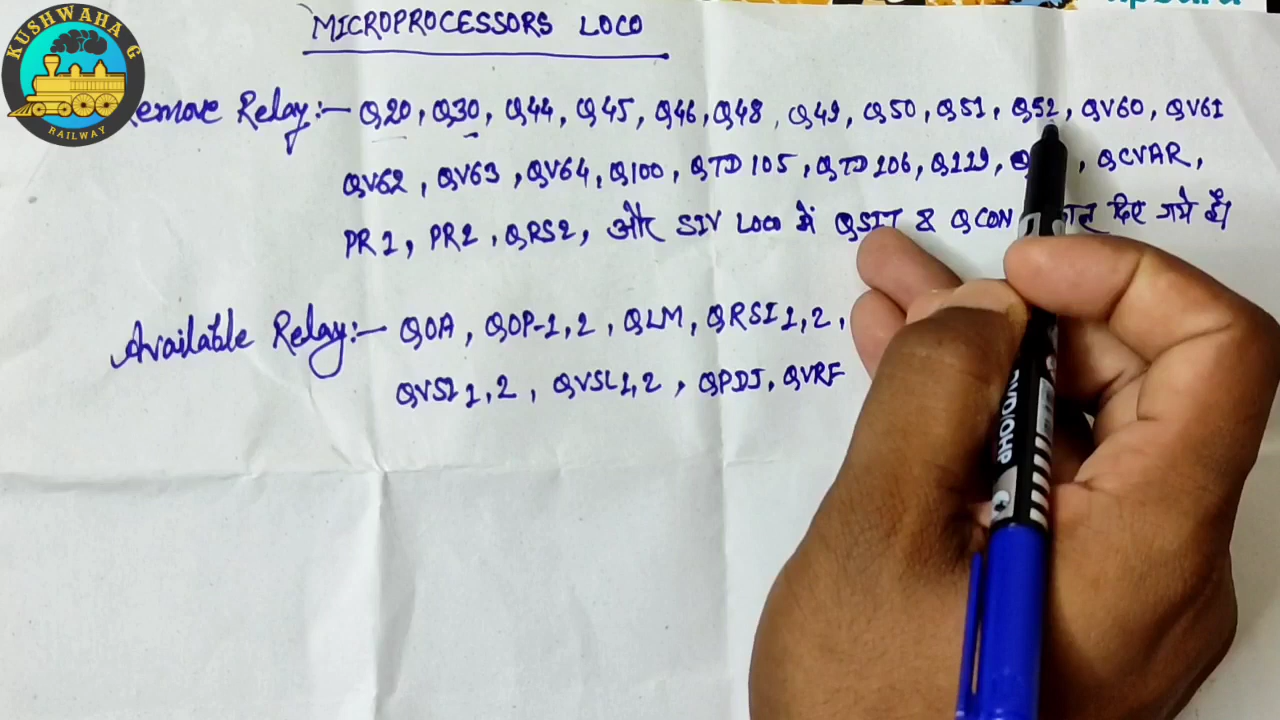 MICROPROCESSORS LOCO
Remove Relay:- Q20, Q30, Q44, Q45, Q46, Q48, Q49, Q50, Q51, Q52, QV60, QV61
QV62, QV63, QV64, Q100, QTD 105, QTD 106, Q119, QCVAR,
PR1, PR2, QRS2, और SIV LOCO में QSIT & QCON दिए गये हैं।
Available Relay:- QOA, QOP-1,2, QLM, QRSI 1,2,
QVSI 1,2, QVSL 1,2, QPDJ, QVRF
KUSHWAHA G
RAILWAY
DVD/OHP